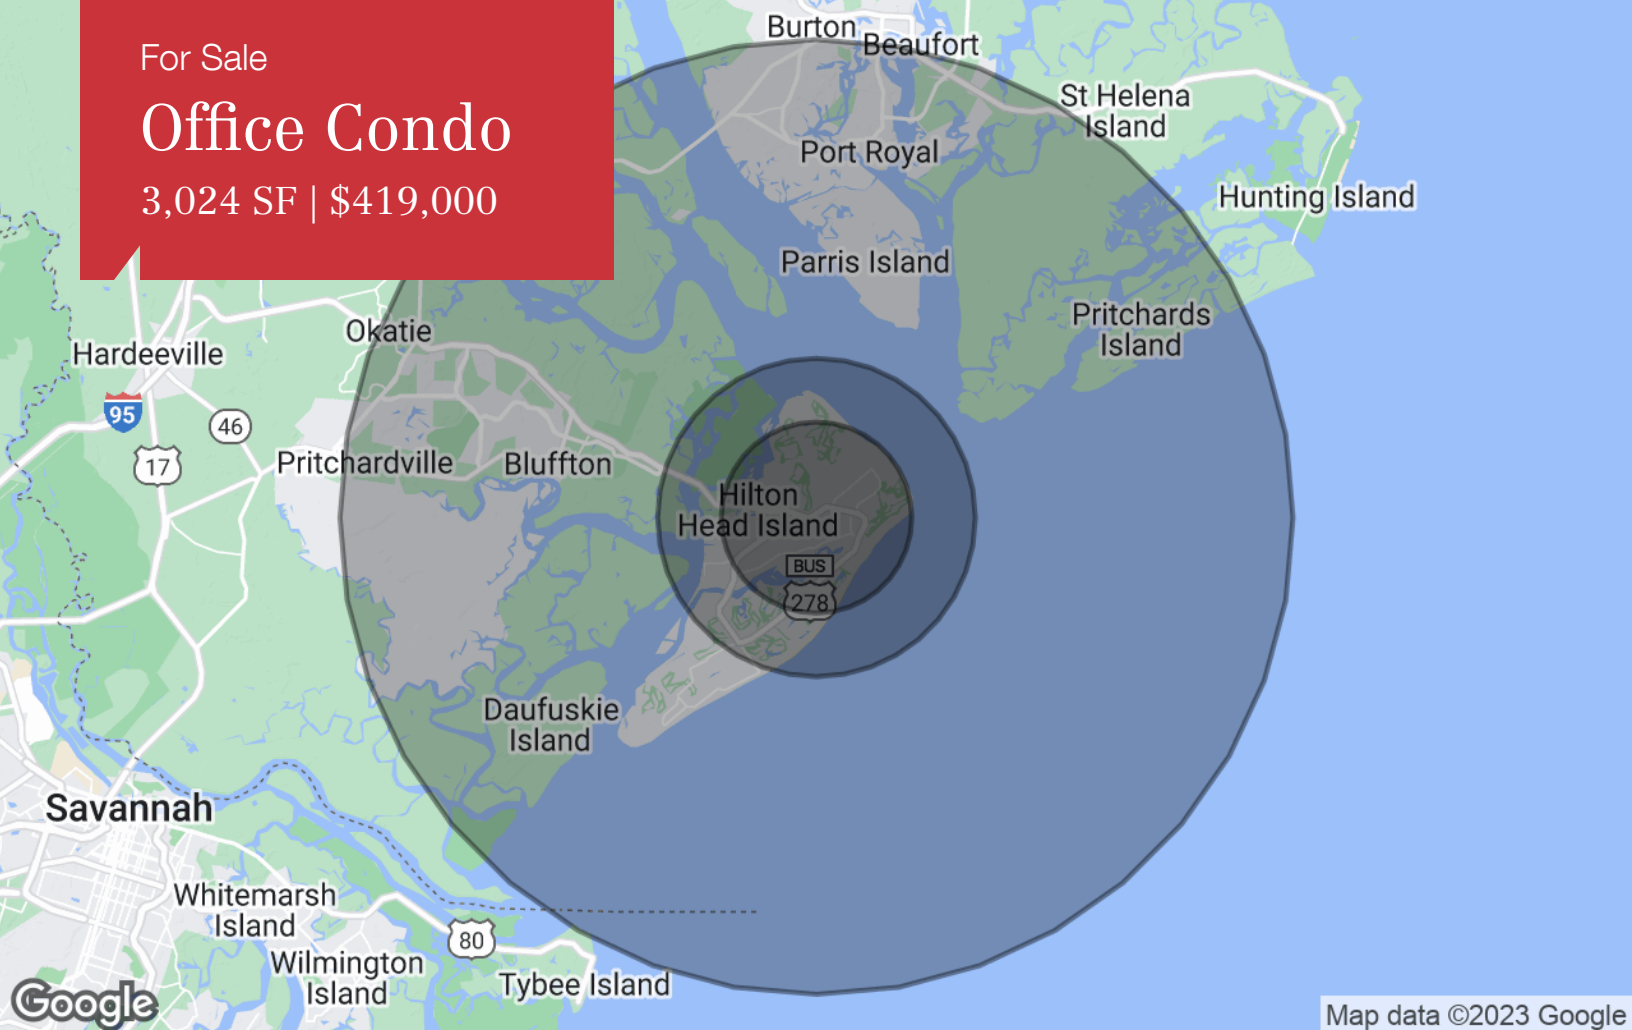 For Sale
Office Condo
3,024 SF | $419,000
Burton
Beaufort
St Helena
Island
Port Royal
Hunting Island
Parris Island
Pritchards
Island
Okatie
Hardeeville
95
46
17
Pritchardville
Bluffton
Hilton
Head Island
BUS
278
Daufuskie
Island
Savannah
Whitemarsh
Island
80
Wilmington
Island
Tybee Island
Google
Map data ©2023 Google